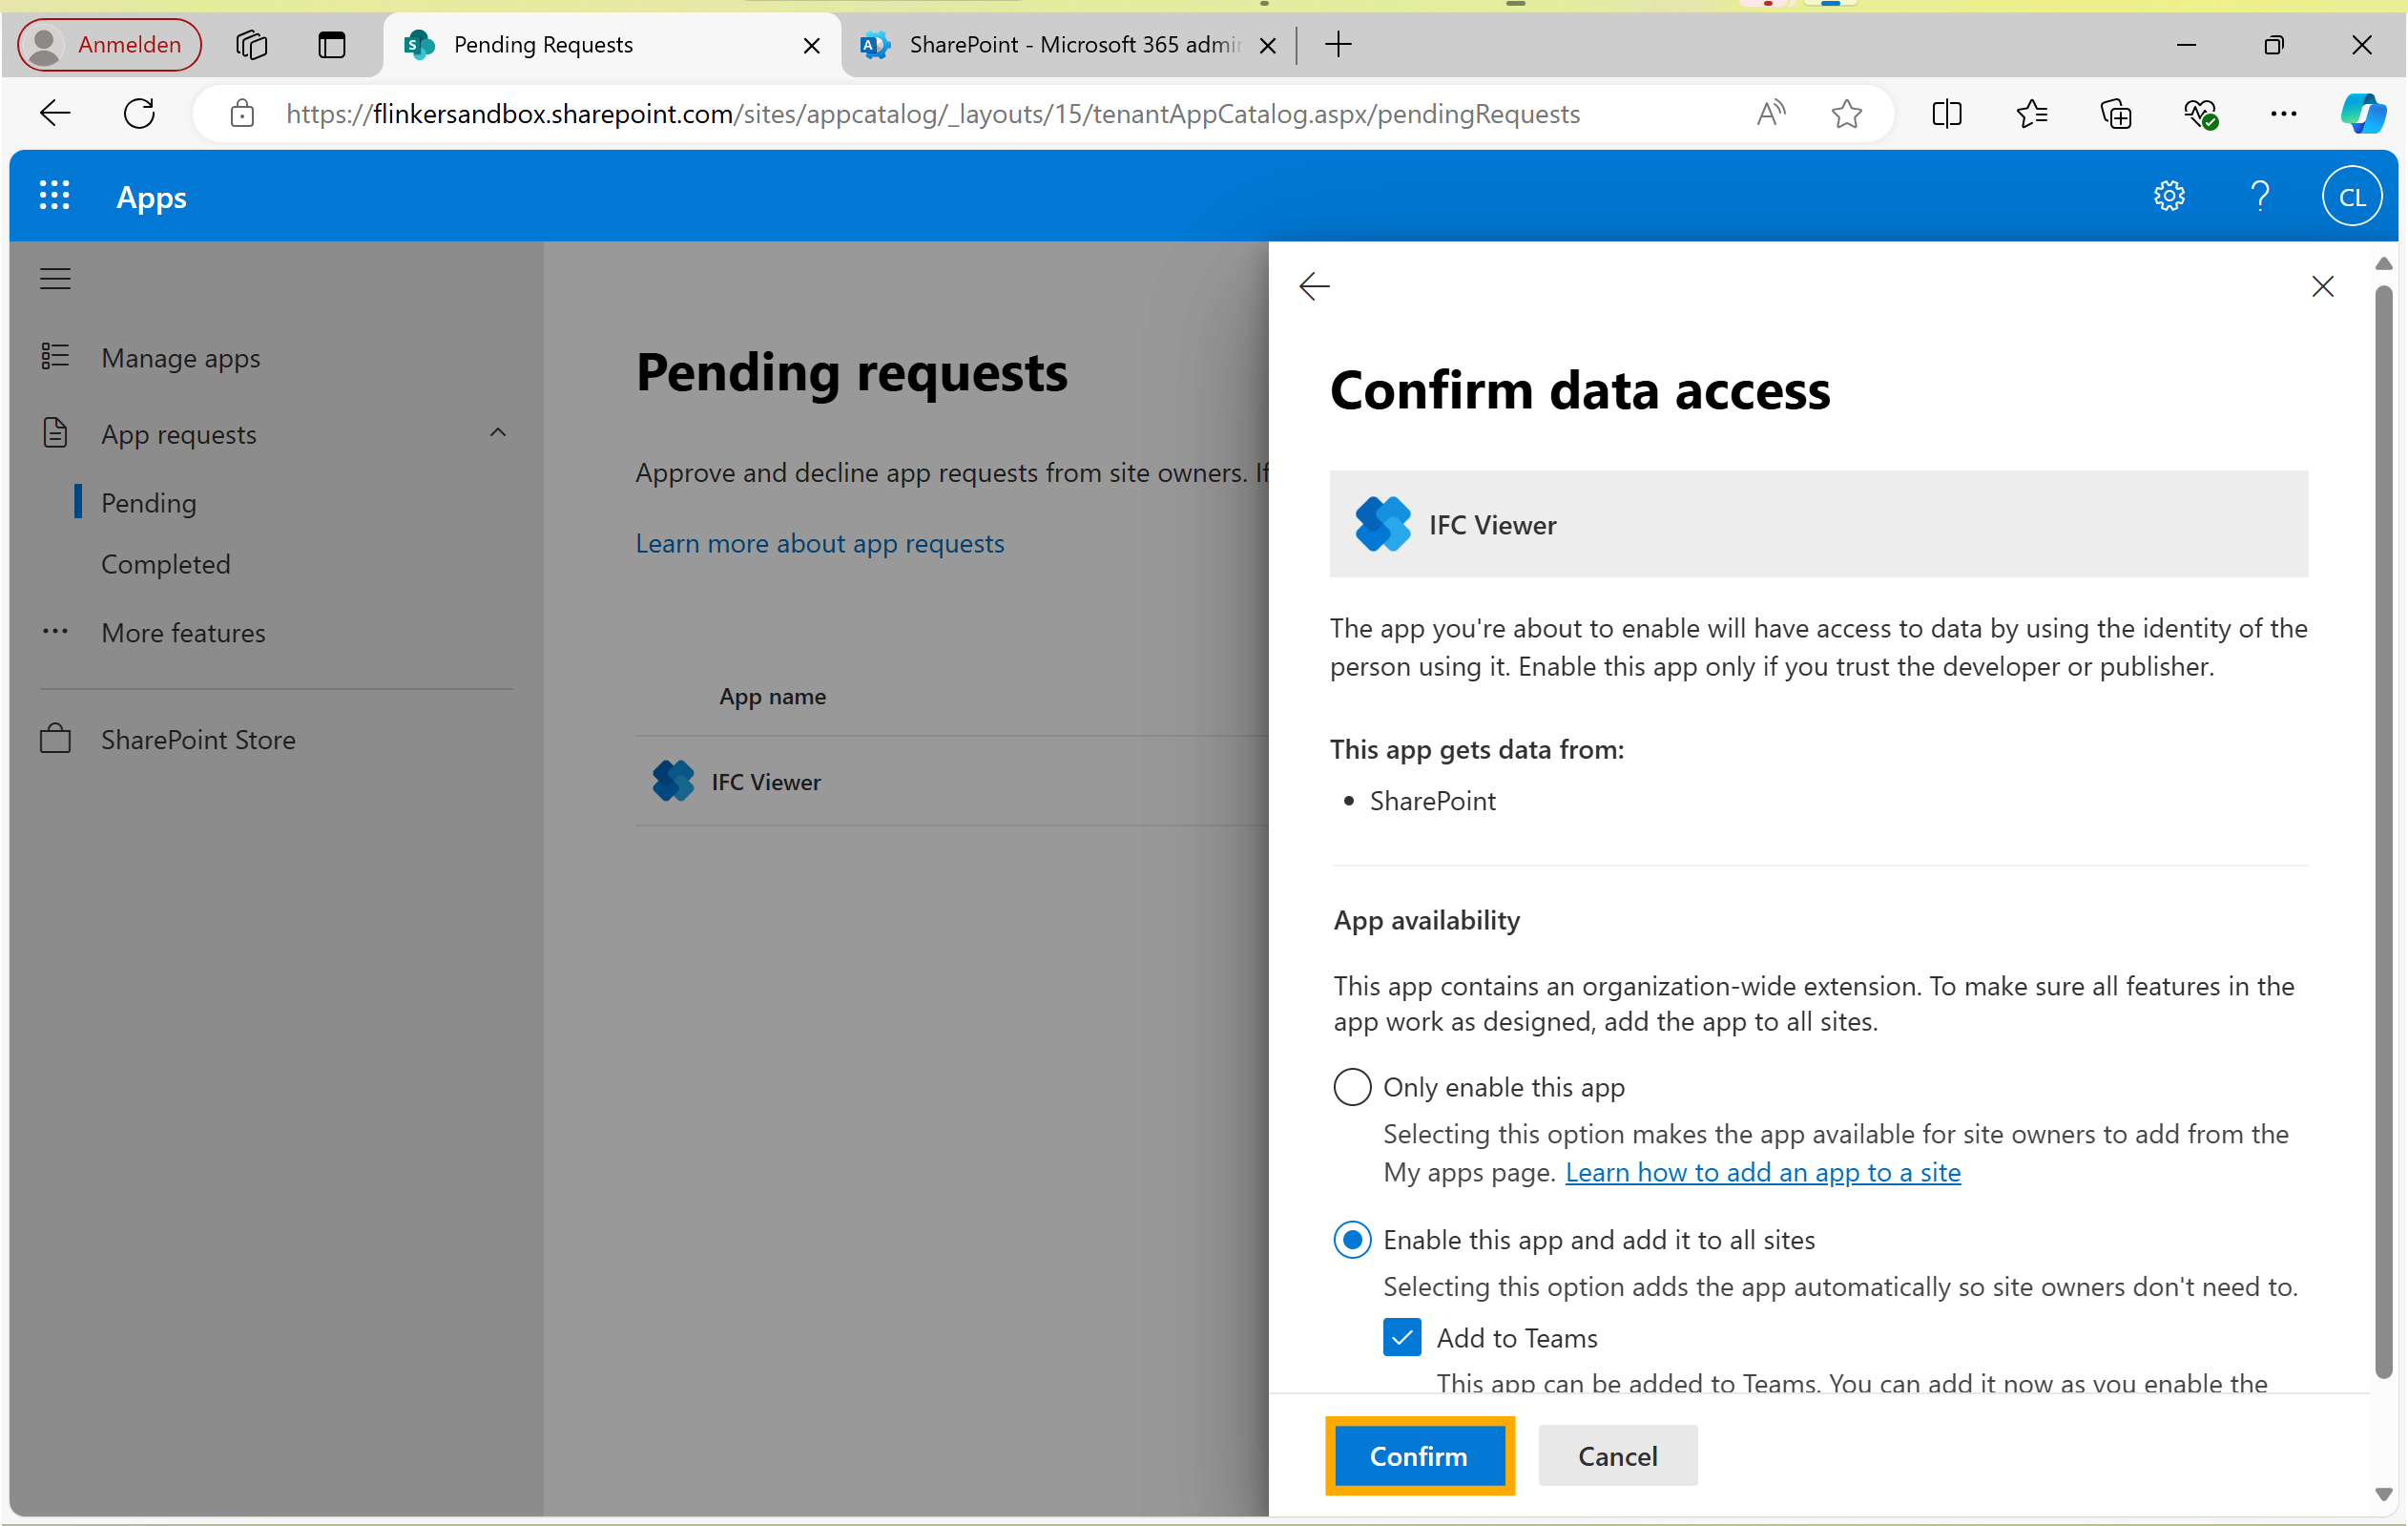 Anmelden
Pending Requests
SharePoint - Microsoft 365 admi
https://flinkersandbox.sharepoint.com/sites/appcatalog/_layouts/15/tenantAppCatalog.aspx/pendingRequests
Apps
CL
Manage apps
App requests
Pending
Completed
More features
SharePoint Store
Pending requests
Approve and decline app requests from site owners. If
Learn more about app requests
App name
IFC Viewer
Confirm data access
IFC Viewer
The app you're about to enable will have access to data by using the identity of the
person using it. Enable this app only if you trust the developer or publisher.
This app gets data from:
• SharePoint
App availability
This app contains an organization-wide extension. To make sure all features in the
app work as designed, add the app to all sites.
Only enable this app
Selecting this option makes the app available for site owners to add from the
My apps page. Learn how to add an app to a site
Enable this app and add it to all sites
Selecting this option adds the app automatically so site owners don't need to.
Add to Teams
This app can be added to Teams. You can add it now as you enable the
Confirm
Cancel